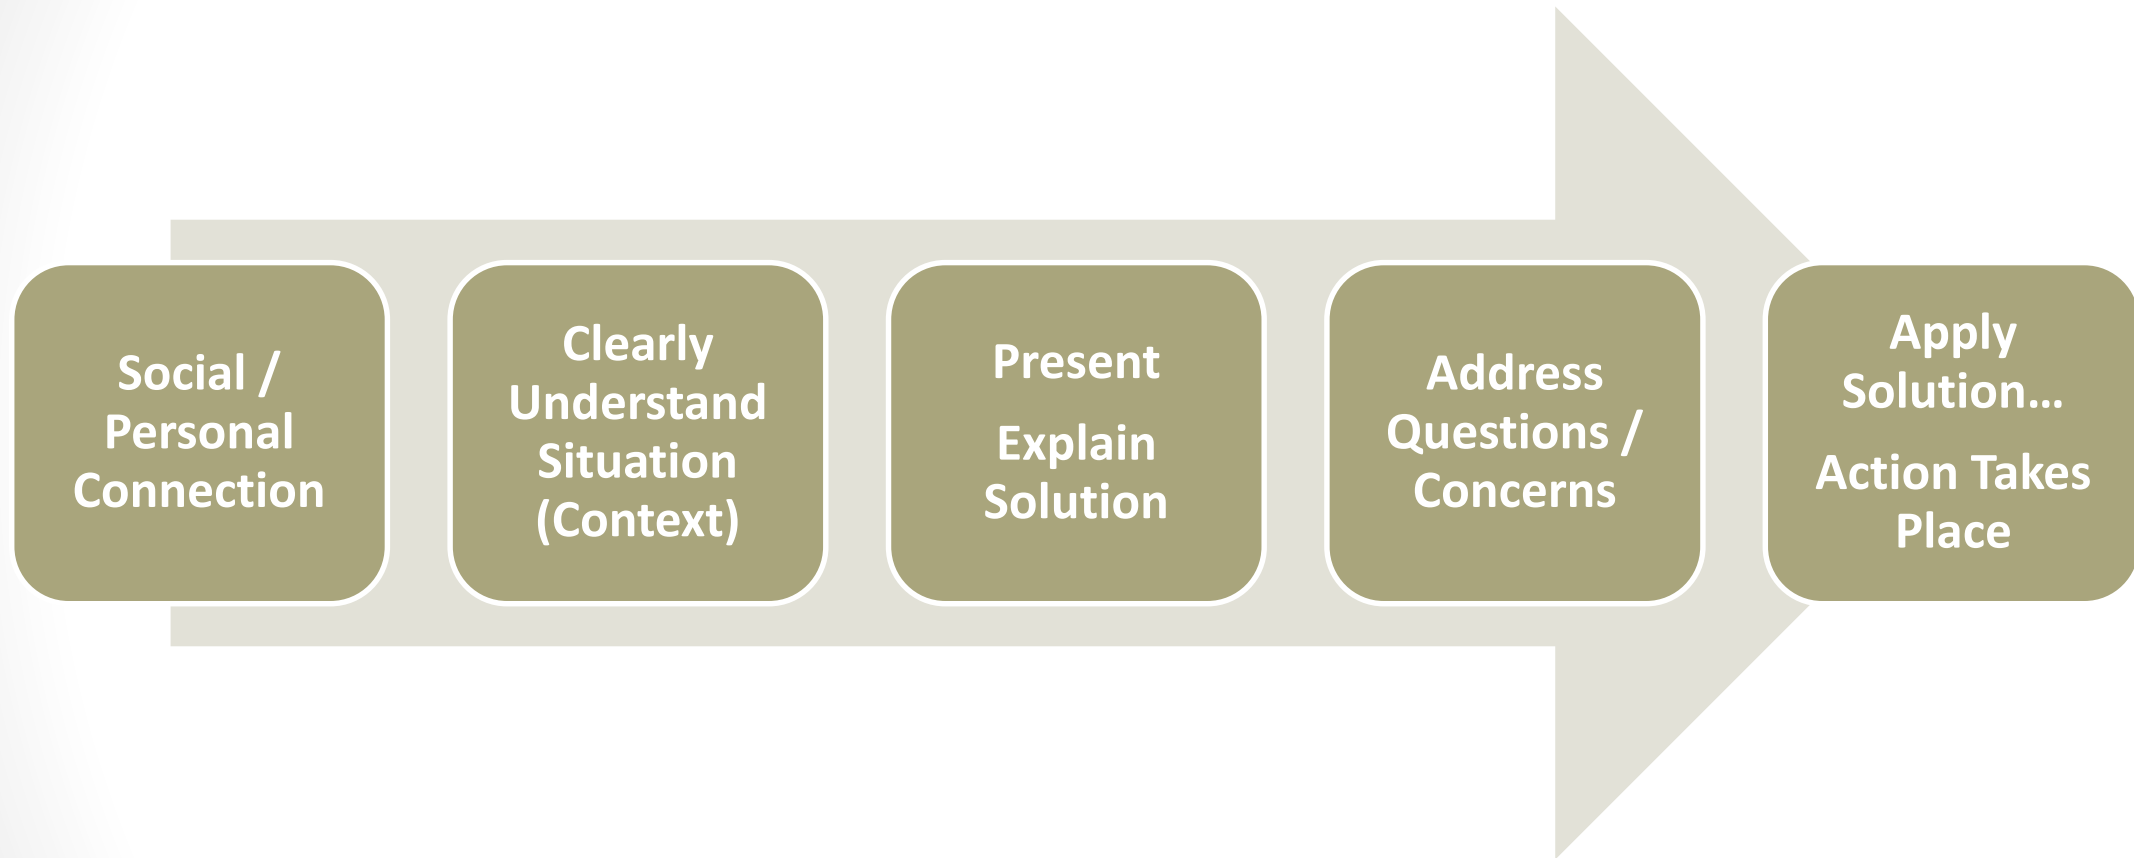 Social /
Personal
Connection
Clearly
Understand
Situation
(Context)
Present
Explain
Solution
Address
Questions /
Concerns
Apply
Solution…
Action Takes
Place